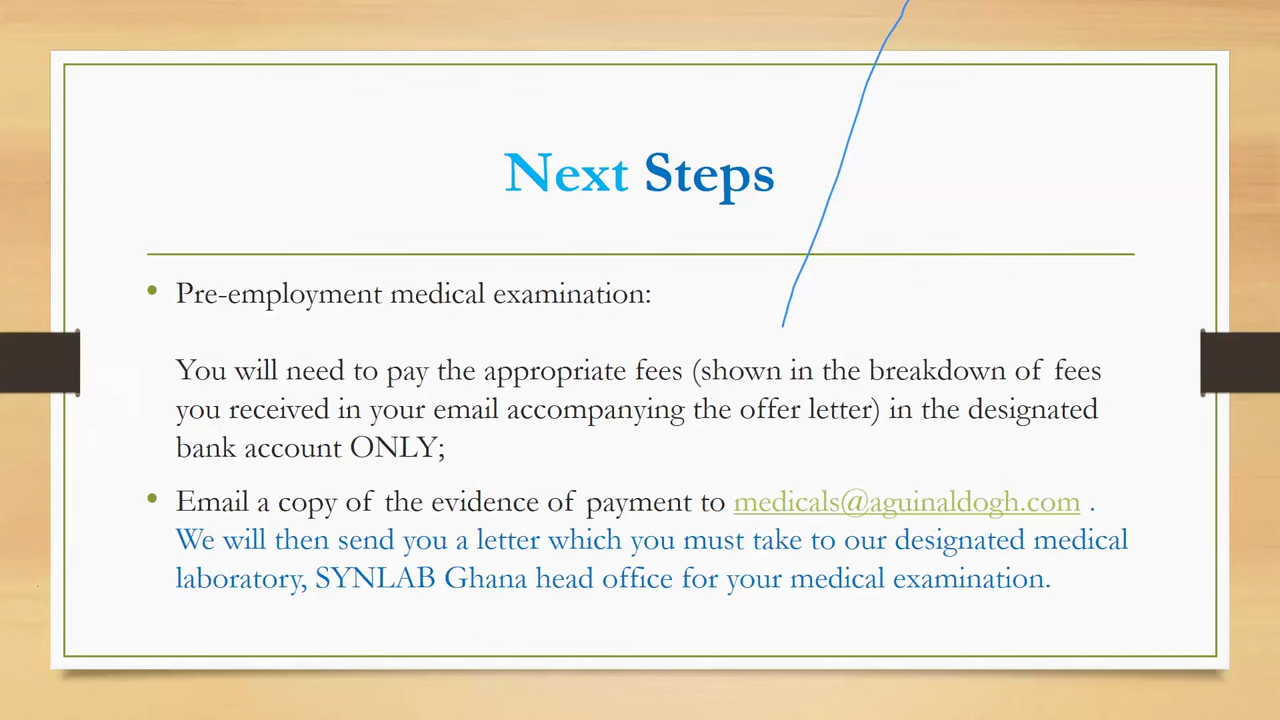 Next Steps
• Pre-employment medical examination:
You will need to pay the appropriate fees (shown in the breakdown of fees
you received in your email accompanying the offer letter) in the designated
bank account ONLY;
• Email a copy of the evidence of payment to medicals@aguinaldogh.com .
We will then send you a letter which you must take to our designated medical
laboratory, SYNLAB Ghana head office for your medical examination.